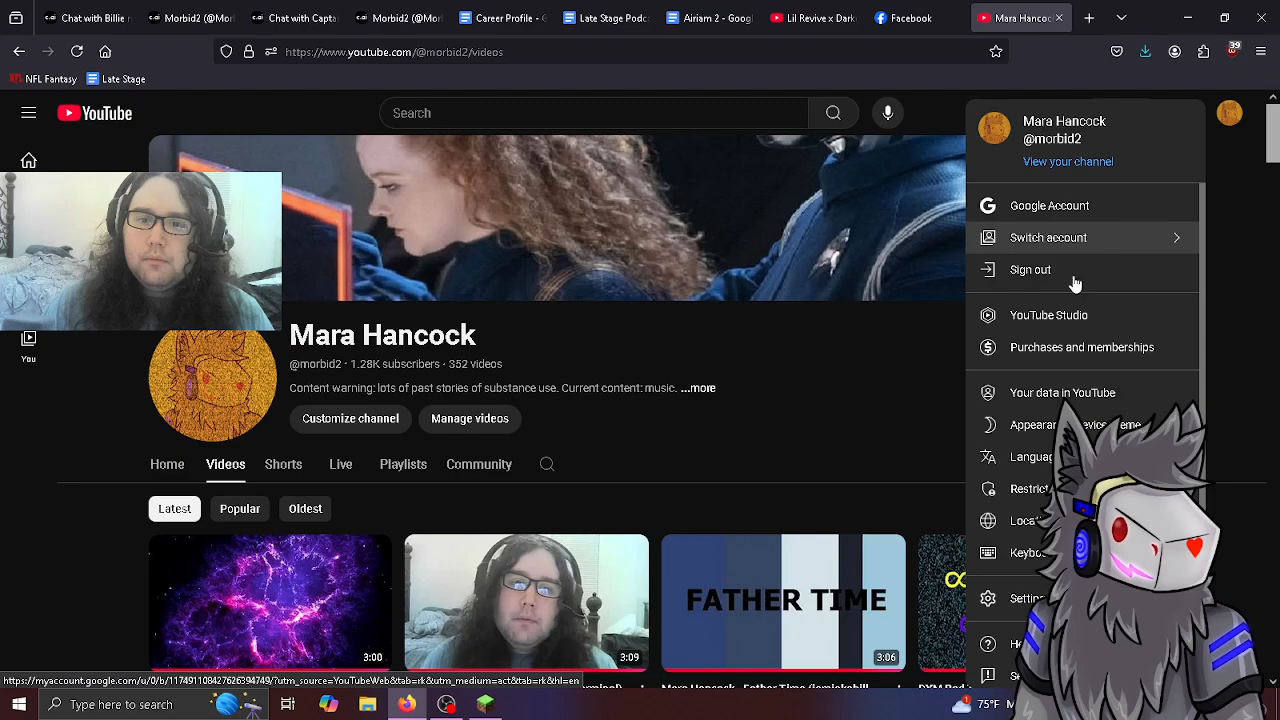 with Billie r
Morbid2 (@M
Chat with Capta
Morbid2 (@Mor
Career Profile - G
Late Stage Podc
Airiam 2 - Googl
Lil Revive x Dark
Facebook
Mara Hancoc
https://www.youtube.com/@morbid2/videos
39
NFL Fantasy
Late Stage
YouTube
Search
Mara Hancock
@morbid2
View your channel
Google Account
Switch account
Sign out
YouTube Studio
Purchases and memberships
Your data in YouTube
Restrict
You
Mara Hancock
@morbid2 · 1.28K subscribers · 352 videos
Content warning: lots of past stories of substance use. Current content: music. ...more
Customize channel
Manage videos
Home
Videos
Shorts
Live
Playlists
Community
Latest
Popular
Oldest
3:00
3:09
FATHER TIME
3:06
Type here to search
75°F